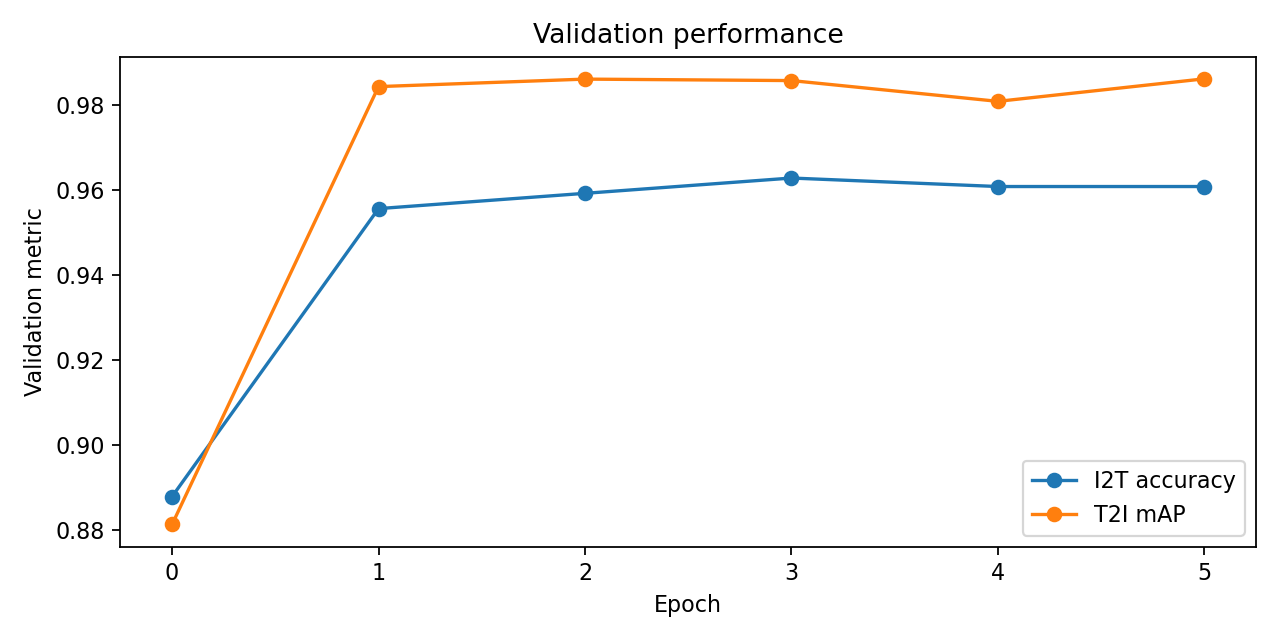 Validation performance
Validation metric
0.98
0.96
0.94
0.92
0.90
0.88
I2T accuracy
T2I mAP
0 1 2 3 4 5
Epoch